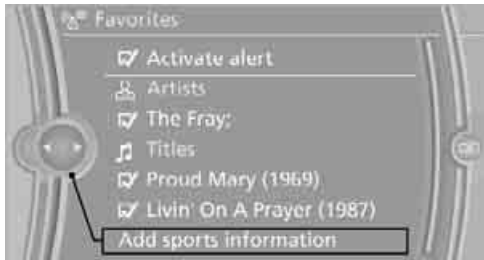 Favorites
Activate alert
Artists
The Fray;
Titles
Proud Mary (1969)
Livin' On A Prayer (1987)
Add sports information